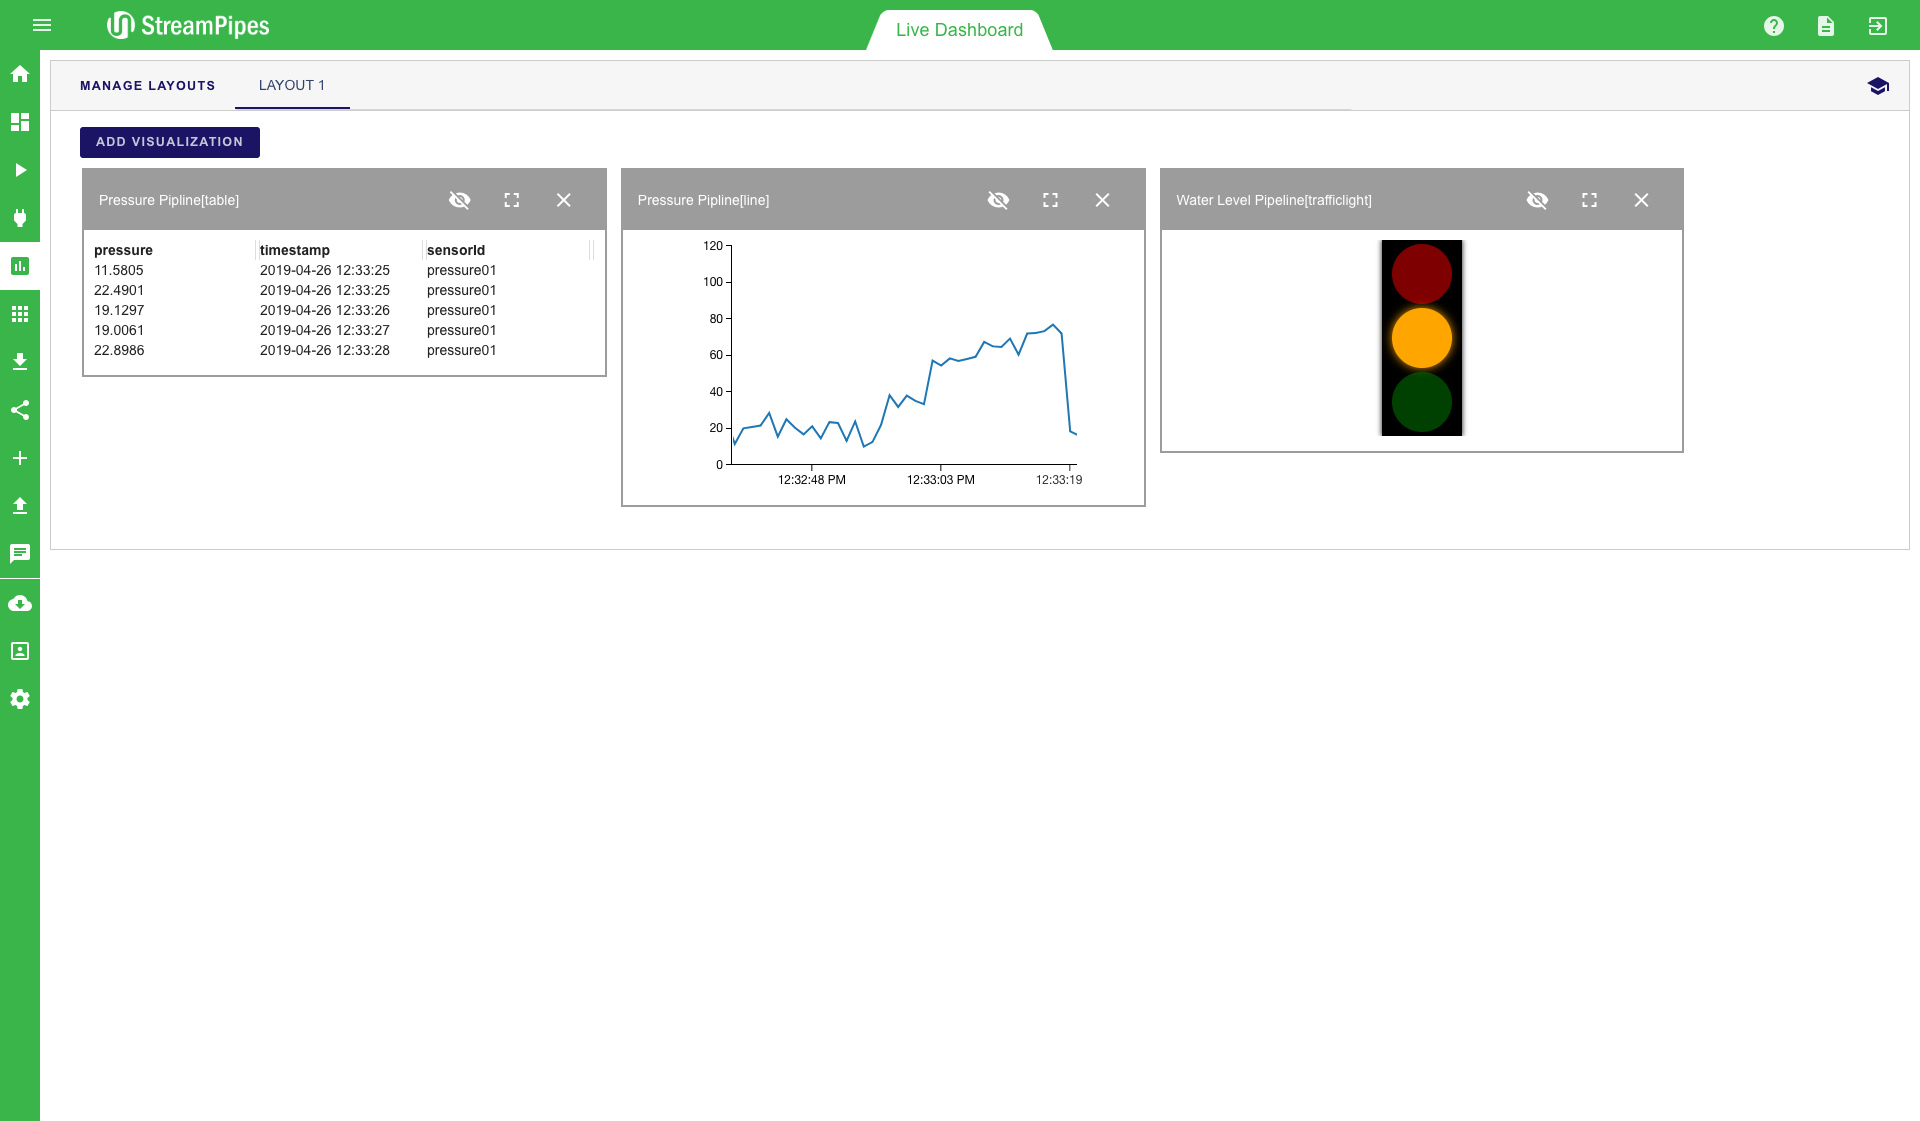 StreamPipes
Live Dashboard
MANAGE LAYOUTS LAYOUT 1
ADD VISUALIZATION
Pressure Pipline[table]
pressure timestamp sensorId
11.5805 2019-04-26 12:33:25 pressure01
22.4901 2019-04-26 12:33:25 pressure01
19.1297 2019-04-26 12:33:26 pressure01
19.0061 2019-04-26 12:33:27 pressure01
22.8986 2019-04-26 12:33:28 pressure01
Pressure Pipline[line]
120
100
80
60
40
20
0
12:32:48 PM 12:33:03 PM 12:33:19
Water Level Pipeline[trafficlight]